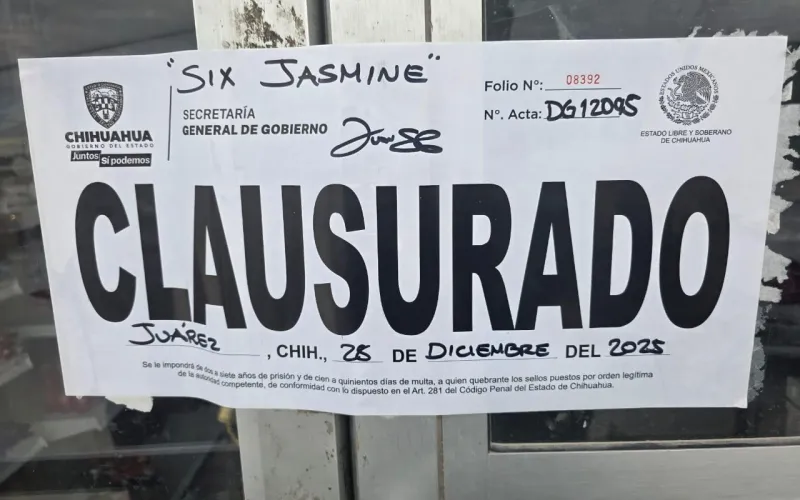 "SIX JASMINE"
CHIHUAHUA
GOBIERNO DEL ESTADO
Juntos Sí podemos
SECRETARÍA
GENERAL DE GOBIERNO
Folio Nº: 08392
Nº. Acta: DG12095
ESTADOS UNIDOS MEXICANOS
ESTADO LIBRE Y SOBERANO
DE CHIHUAHUA
CLAUSURADO
JUÁREZ, CHIH., 28 DE DICIEMBRE DEL 2025
Se le impondrá de dos a siete años de prisión y de cien a quinientos días de multa, a quien quebrante los sellos puestos por orden legítima
de la autoridad competente, de conformidad con lo dispuesto en el Art. 281 del Código Penal del Estado de Chihuahua.